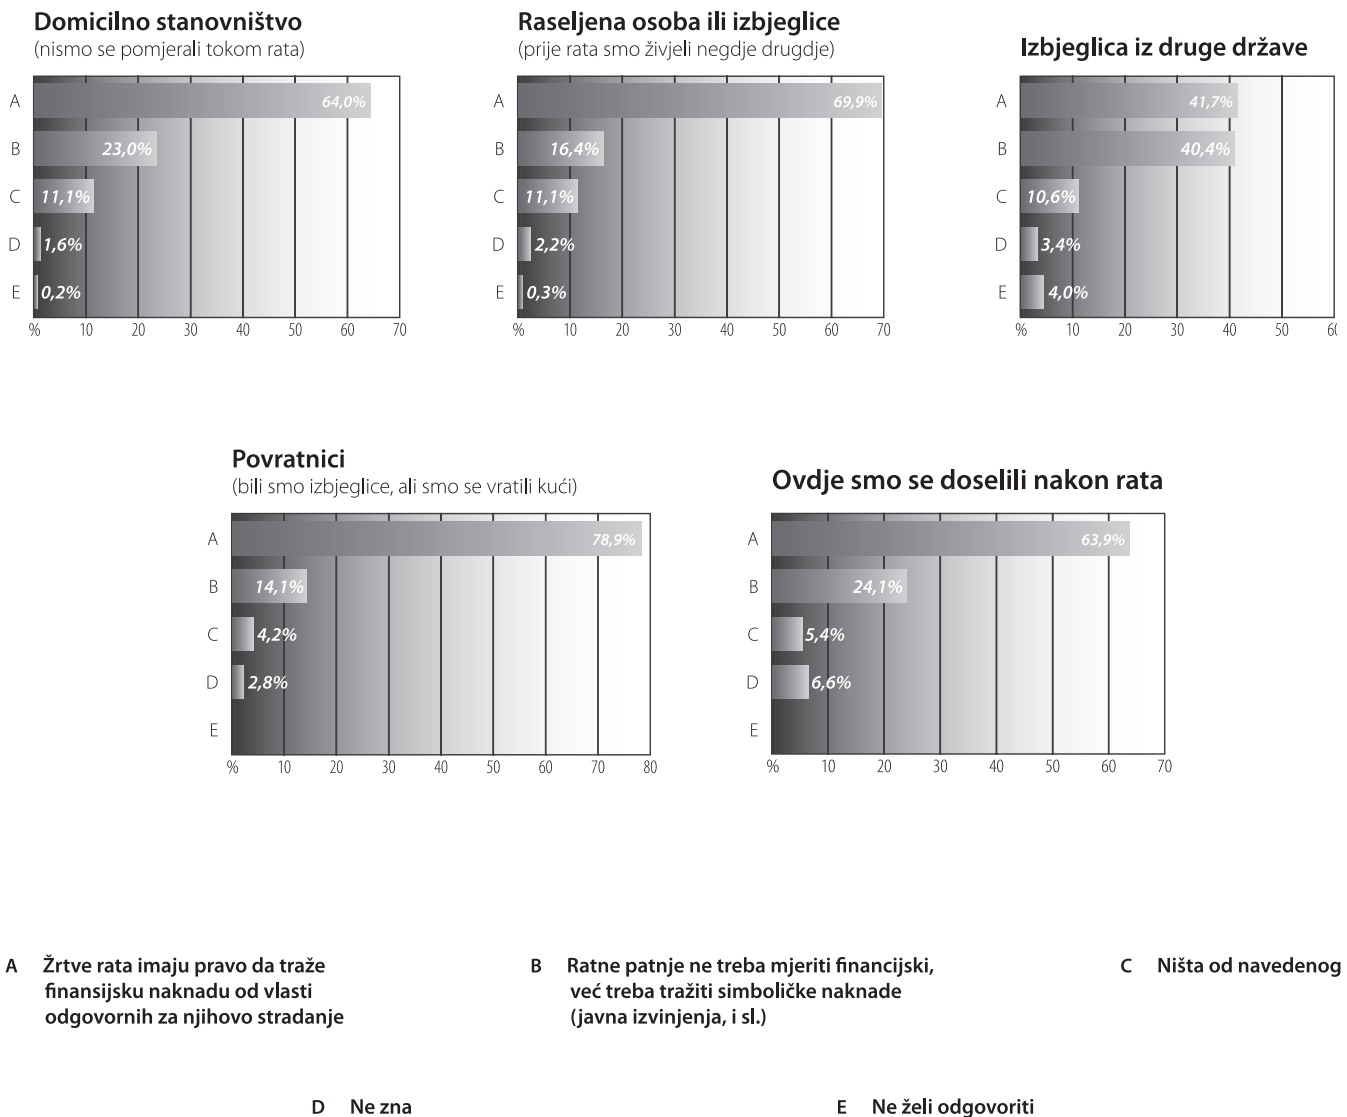 Domicilno stanovništvo
(nismo se pomjerali tokom rata)
A 64,0%
B 23,0%
C 11,1%
D 1,6%
E 0,2%
% 10 20 30 40 50 60 70
Raseljena osoba ili izbjeglice
(prije rata smo živjeli negdje drugdje)
A 69,9%
B 16,4%
C 11,1%
D 2,2%
E 0,3%
% 10 20 30 40 50 60 70
Izbjeglica iz druge države
A 41,7%
B 40,4%
C 10,6%
D 3,4%
E 4,0%
% 10 20 30 40 50 60
Povratnici
(bili smo izbjeglice, ali smo se vratili kući)
A 78,9%
B 14,1%
C 4,2%
D 2,8%
E
% 10 20 30 40 50 60 70 80
Ovdje smo se doselili nakon rata
A 63,9%
B 24,1%
C 5,4%
D 6,6%
E
% 10 20 30 40 50 60 70
A Žrtve rata imaju pravo da traže
finansijsku naknadu od vlasti
odgovornih za njihovo stradanje
B Ratne patnje ne treba mjeriti financijski,
već treba tražiti simboličke naknade
(javna izvinjenja, i sl.)
C Ništa od navedenog
D Ne zna
E Ne želi odgovoriti